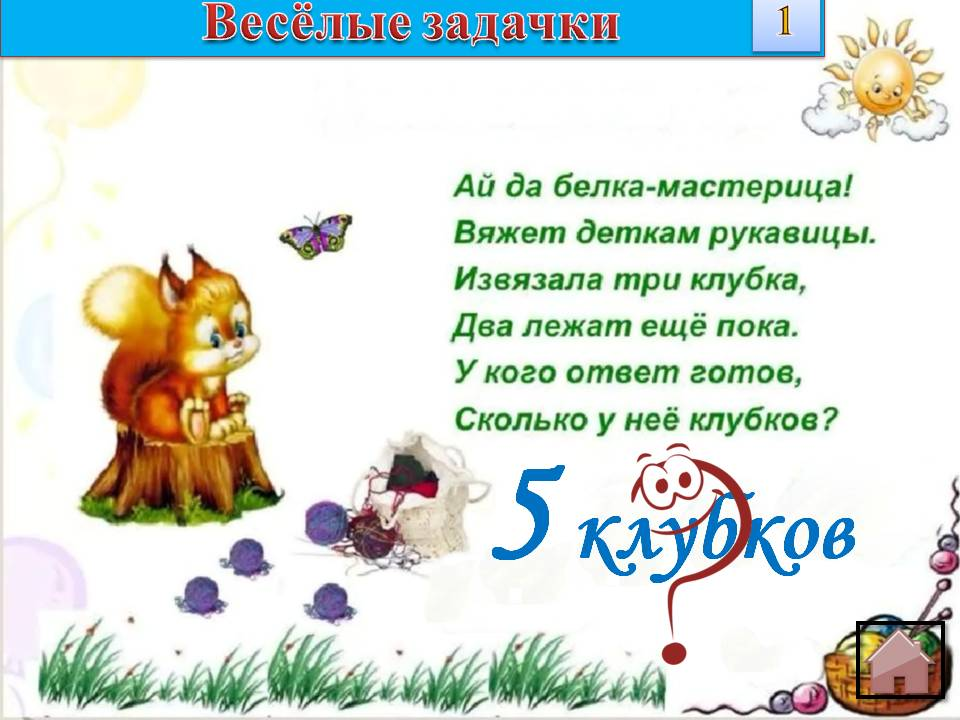 Весёлые задачки
1
Ай да белка-мастерица!
Вяжет деткам рукавицы.
Извязала три клубка,
Два лежат ещё пока.
У кого ответ готов,
Сколько у неё клубков?
5 клубков
?